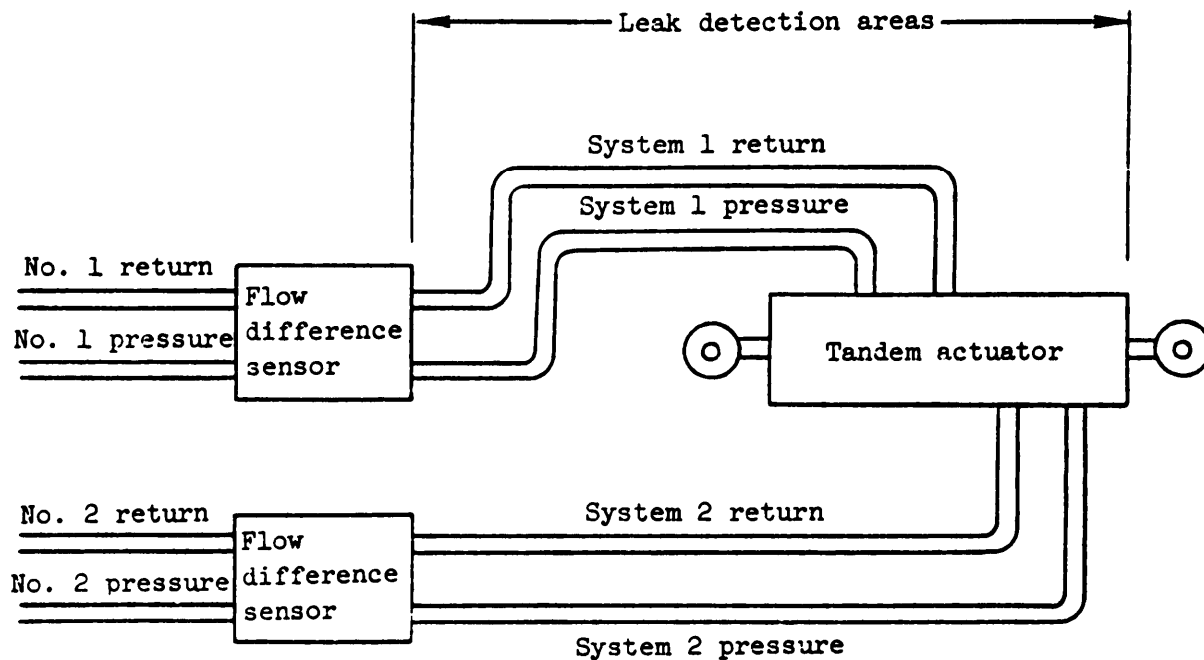 Leak detection areas
System 1 return
System 1 pressure
No. 1 return
No. 1 pressure
Flow
difference
sensor
Tandem actuator
No. 2 return
No. 2 pressure
Flow
difference
sensor
System 2 return
System 2 pressure